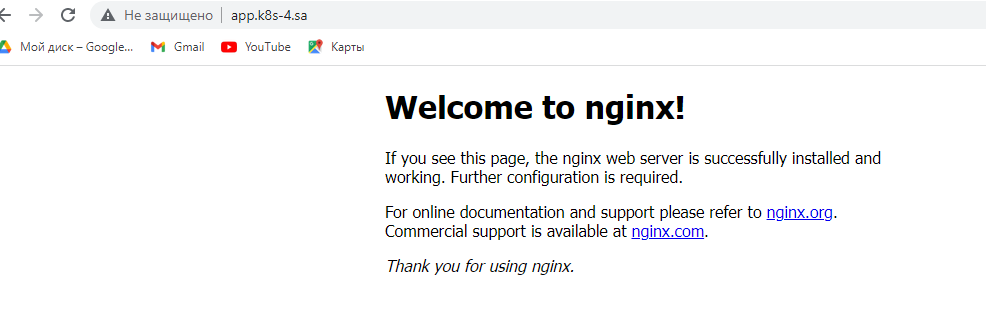 Не защищено app.k8s-4.sa
Мой диск – Google... Gmail YouTube Карты
Welcome to nginx!
If you see this page, the nginx web server is successfully installed and
working. Further configuration is required.
For online documentation and support please refer to nginx.org.
Commercial support is available at nginx.com.
Thank you for using nginx.